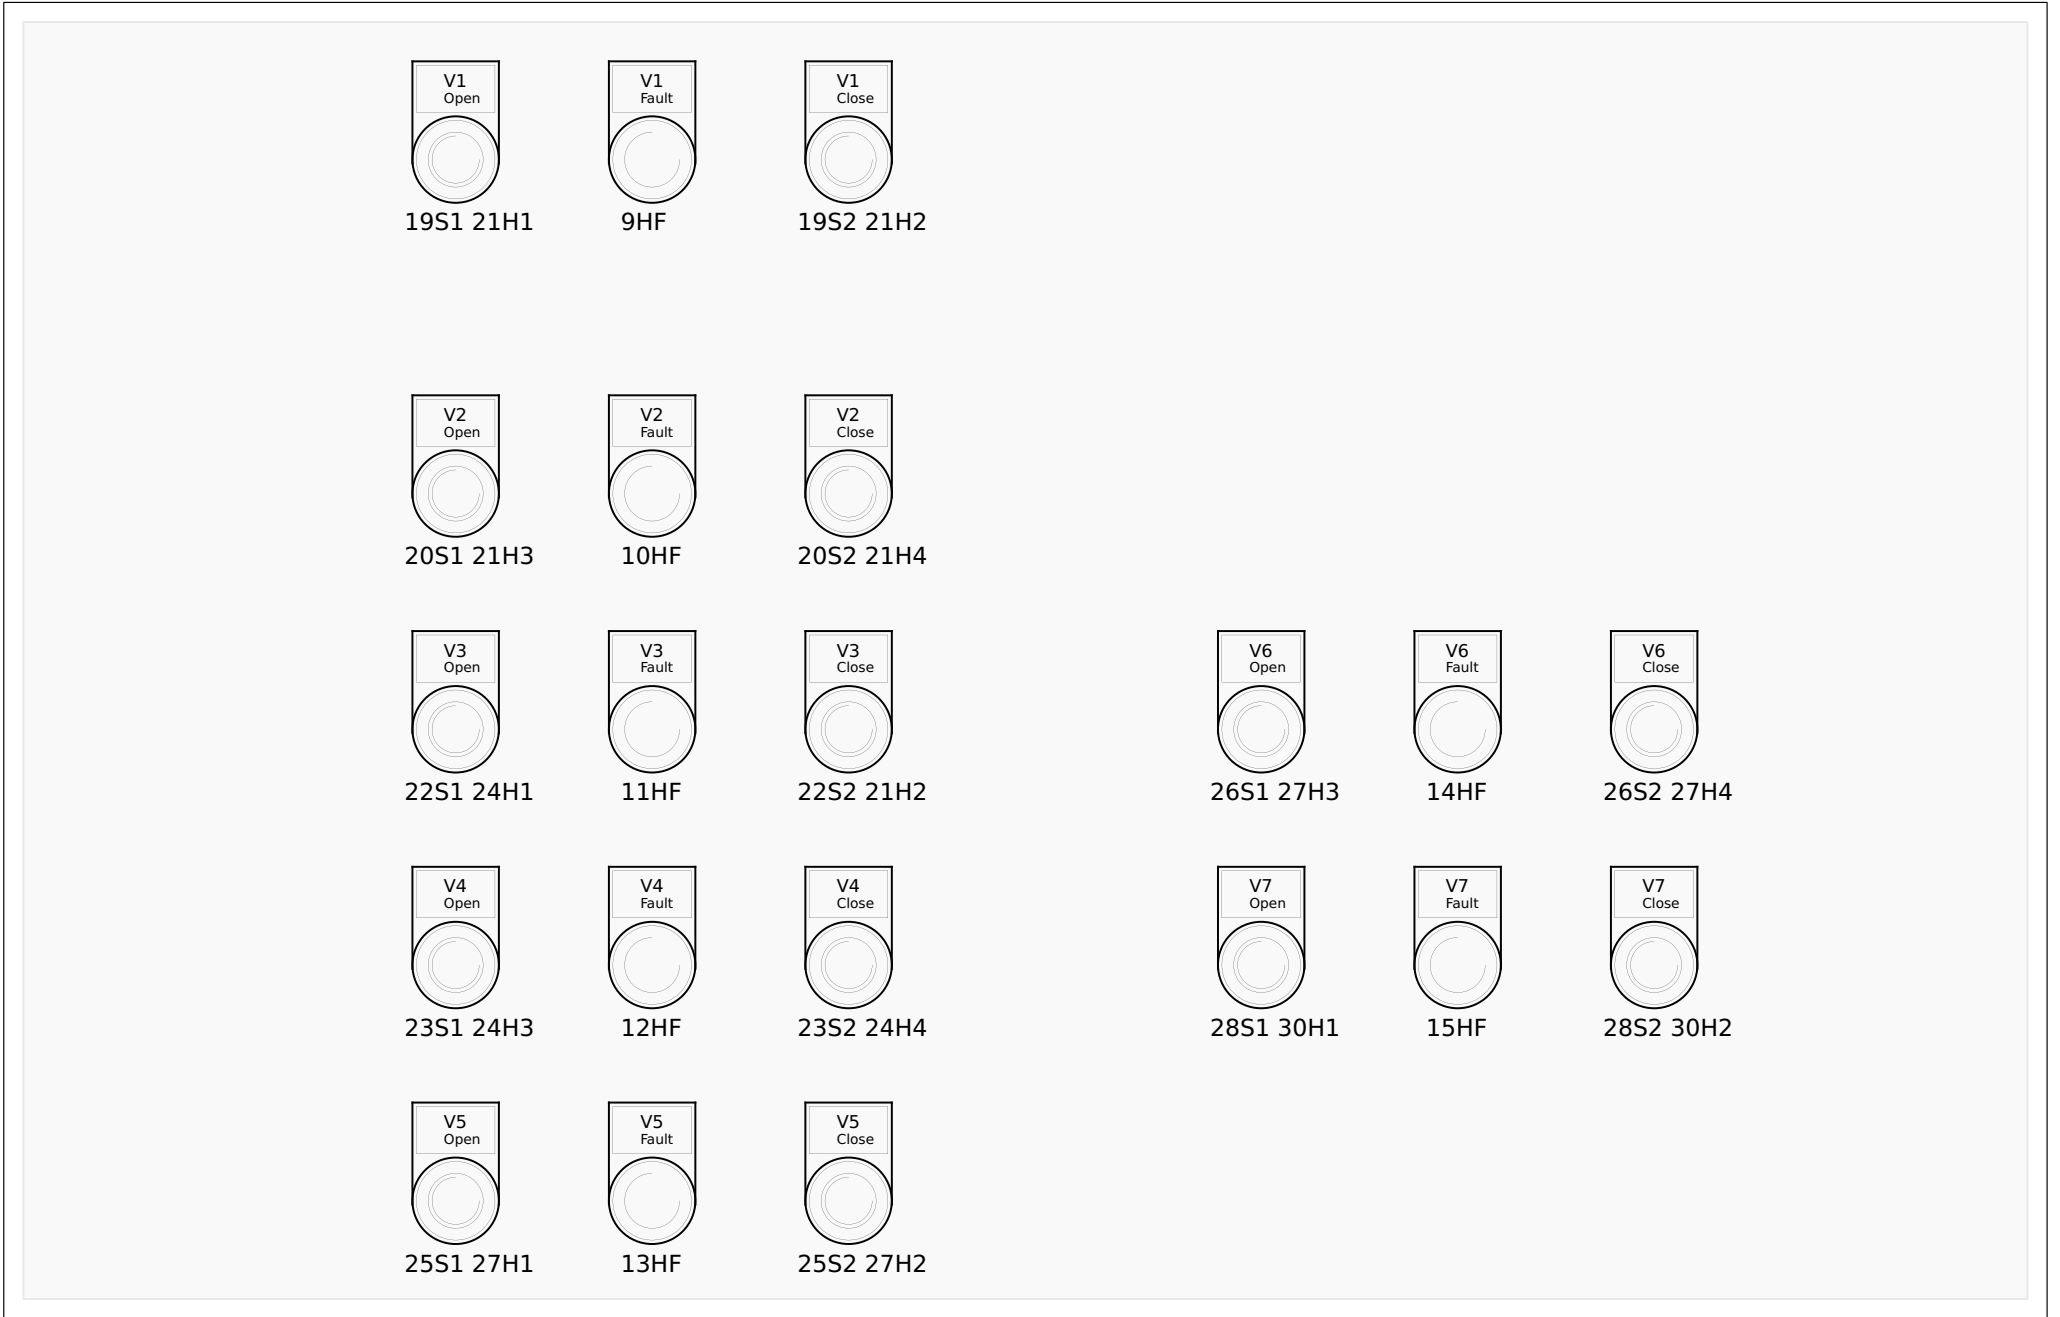 V1
Open
V1
Fault
V1
Close
19S1 21H1
9HF
19S2 21H2
V2
Open
V2
Fault
V2
Close
20S1 21H3
10HF
20S2 21H4
V3
Open
V3
Fault
V3
Close
V6
Open
V6
Fault
V6
Close
22S1 24H1
11HF
22S2 21H2
26S1 27H3
14HF
26S2 27H4
V4
Open
V4
Fault
V4
Close
V7
Open
V7
Fault
V7
Close
23S1 24H3
12HF
23S2 24H4
28S1 30H1
15HF
28S2 30H2
V5
Open
V5
Fault
V5
Close
25S1 27H1
13HF
25S2 27H2